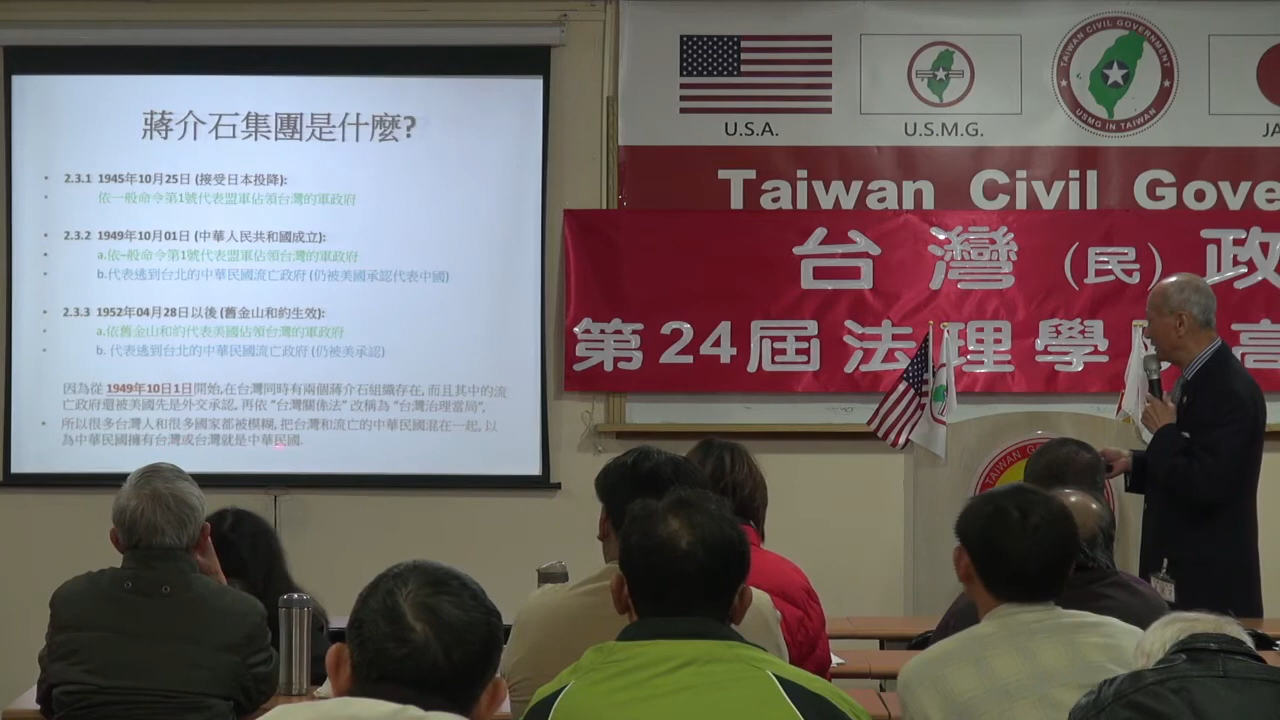 蔣介石集團是什麼?
2.3.1 1945年10月25日 (接受日本投降):
依一般命令第1號代表盟軍佔領台灣的軍政府
2.3.2 1949年10月01日 (中華人民共和國成立):
a.依一般命令第1號代表盟軍佔領台灣的軍政府
b.代表逃到台北的中華民國流亡政府 (仍被美國承認代表中國)
2.3.3 1952年04月28日以後 (舊金山和約生效):
a.依舊金山和約代表美國佔領台灣的軍政府
b. 代表逃到台北的中華民國流亡政府 (仍被美承認)
因為從 1949年10日1日開始,在台灣同時有兩個蔣介石組織存在, 而且其中的流
亡政府還被美國先是外交承認, 再依 “台灣關係法” 改稱為 “台灣治理當局”,
所以很多台灣人和很多國家都被模糊, 把台灣和流亡的中華民國混在一起, 以
為中華民國擁有台灣或台灣就是中華民國.
TAIWAN CIVIL GOVERNMENT
USMG IN TAIWAN
U.S.A.
U.S.M.G.
JA
Taiwan Civil Gove
台灣(民)政
第24屆法理學
高
TAIWAN GO